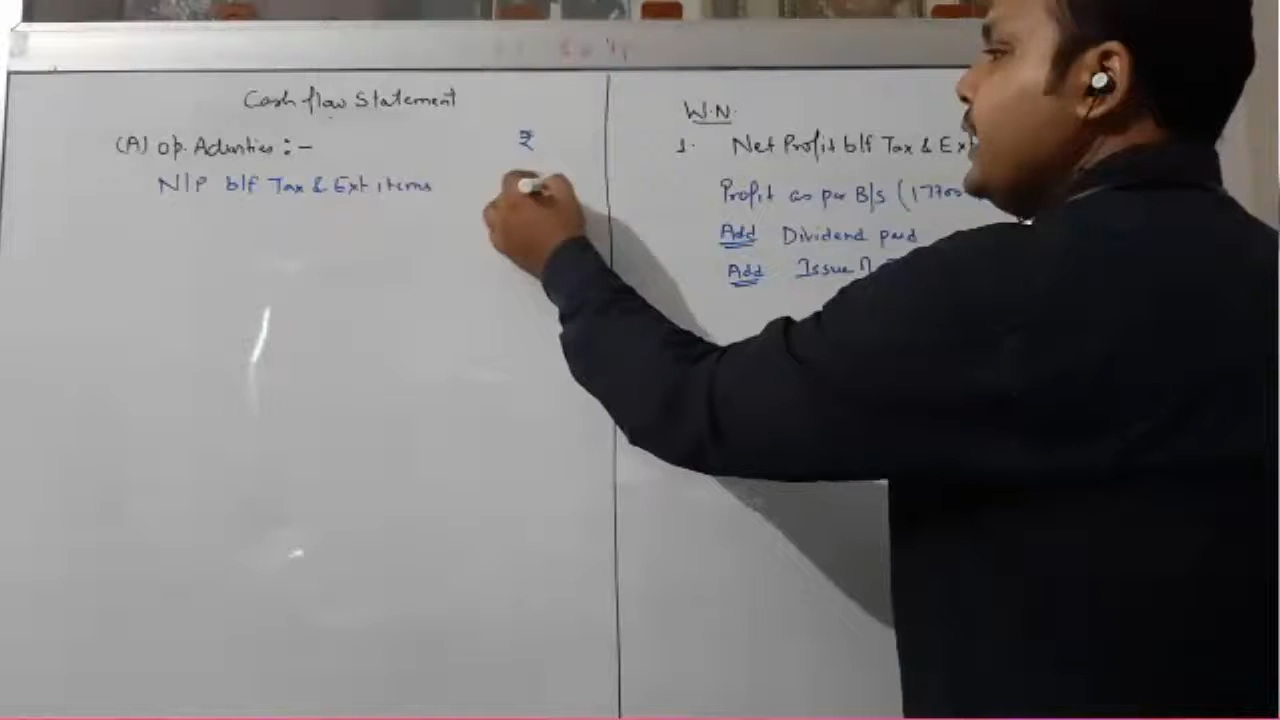 Cash flow Statement
(A) op. Activities :-
₹
N/P b/f Tax & Ext items
W.N.
1. Net Profit b/f Tax & Ext
Profit as per B/S (17700
Add Dividend paid
Add Issue